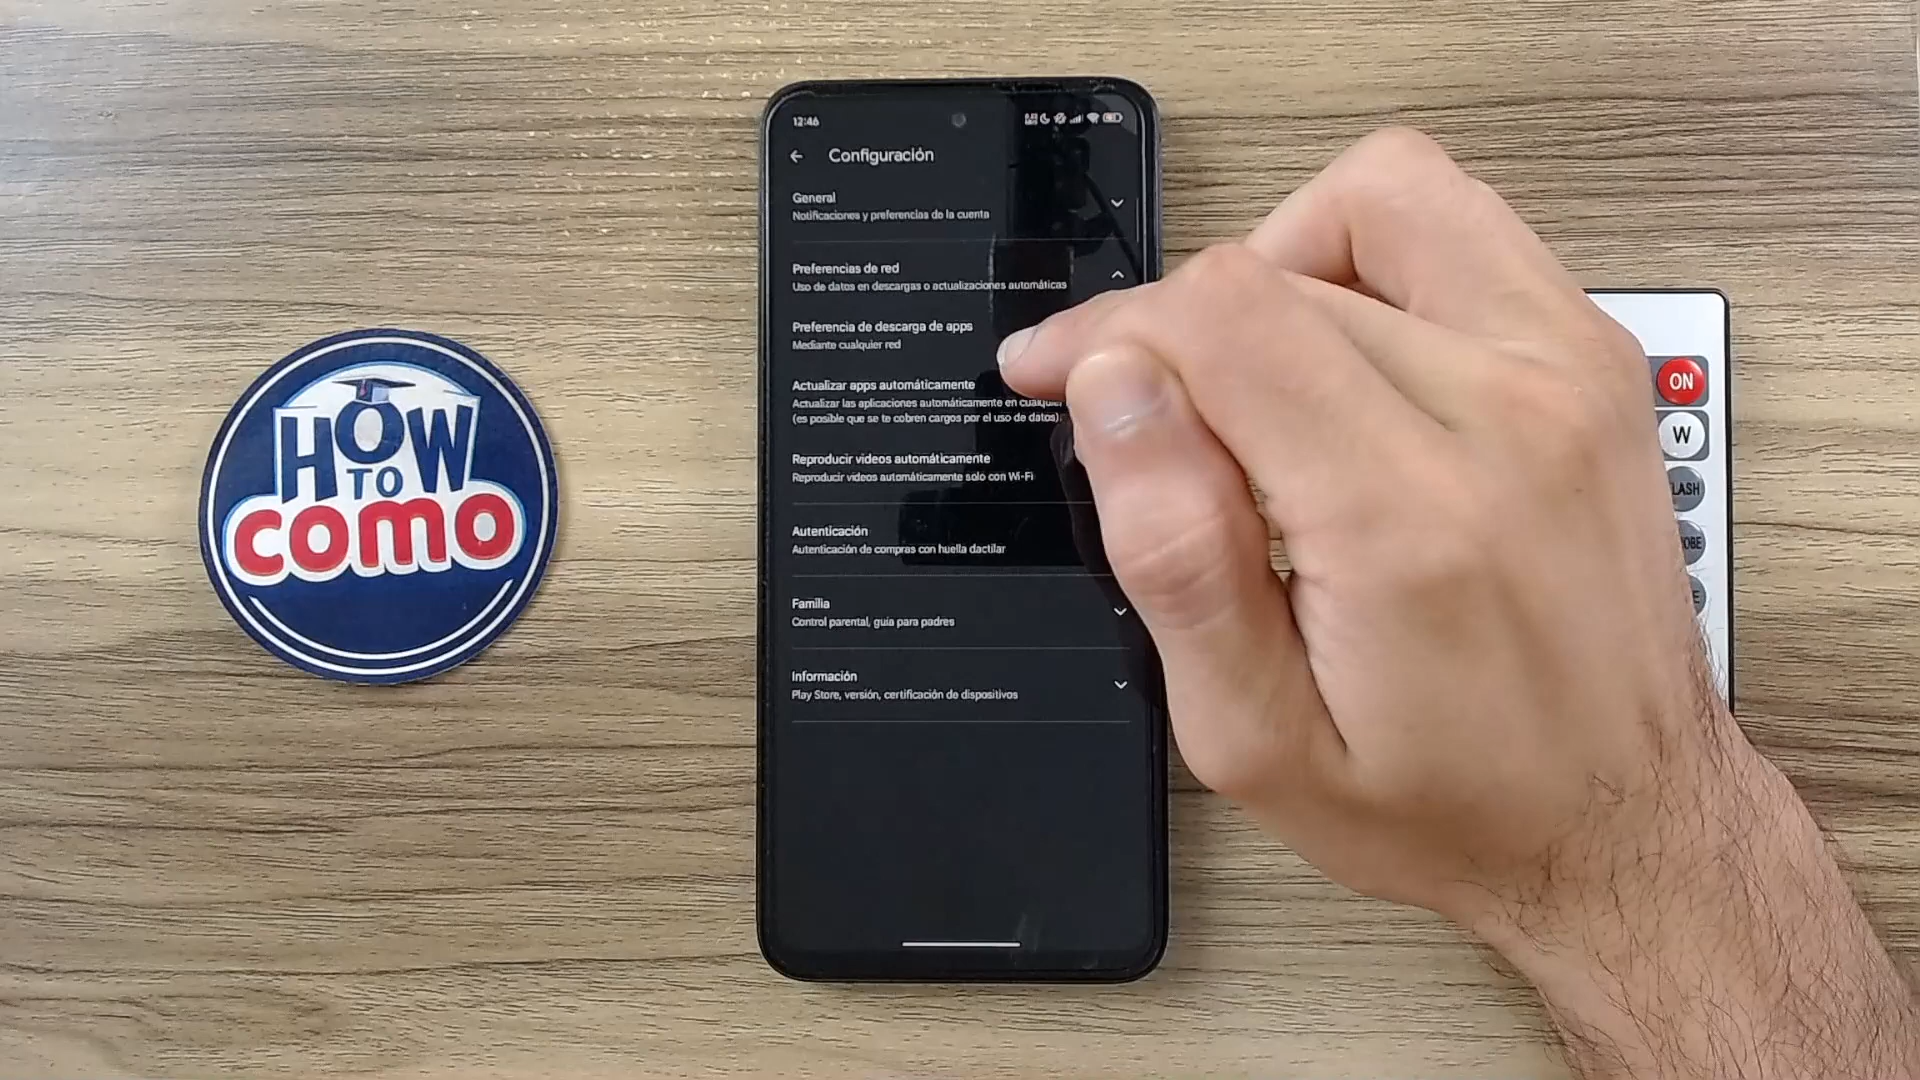 HOW
TO
como
12:46
Configuración
General
Notificaciones y preferencias de la cuenta
Preferencias de red
Uso de datos en descargas o actualizaciones automáticas
Preferencia de descarga de apps
Mediante cualquier red
Actualizar apps automáticamente
Actualizar las aplicaciones automáticamente en cualquier
(es posible que se te cobren cargos por el uso de datos).
Reproducir videos automáticamente
Reproducir videos automáticamente solo con Wi-Fi
Autenticación
Autenticación de compras con huella dactilar
Familia
Control parental, guía para padres
Información
Play Store, versión, certificación de dispositivos
ON
W
LASH
OBE
E